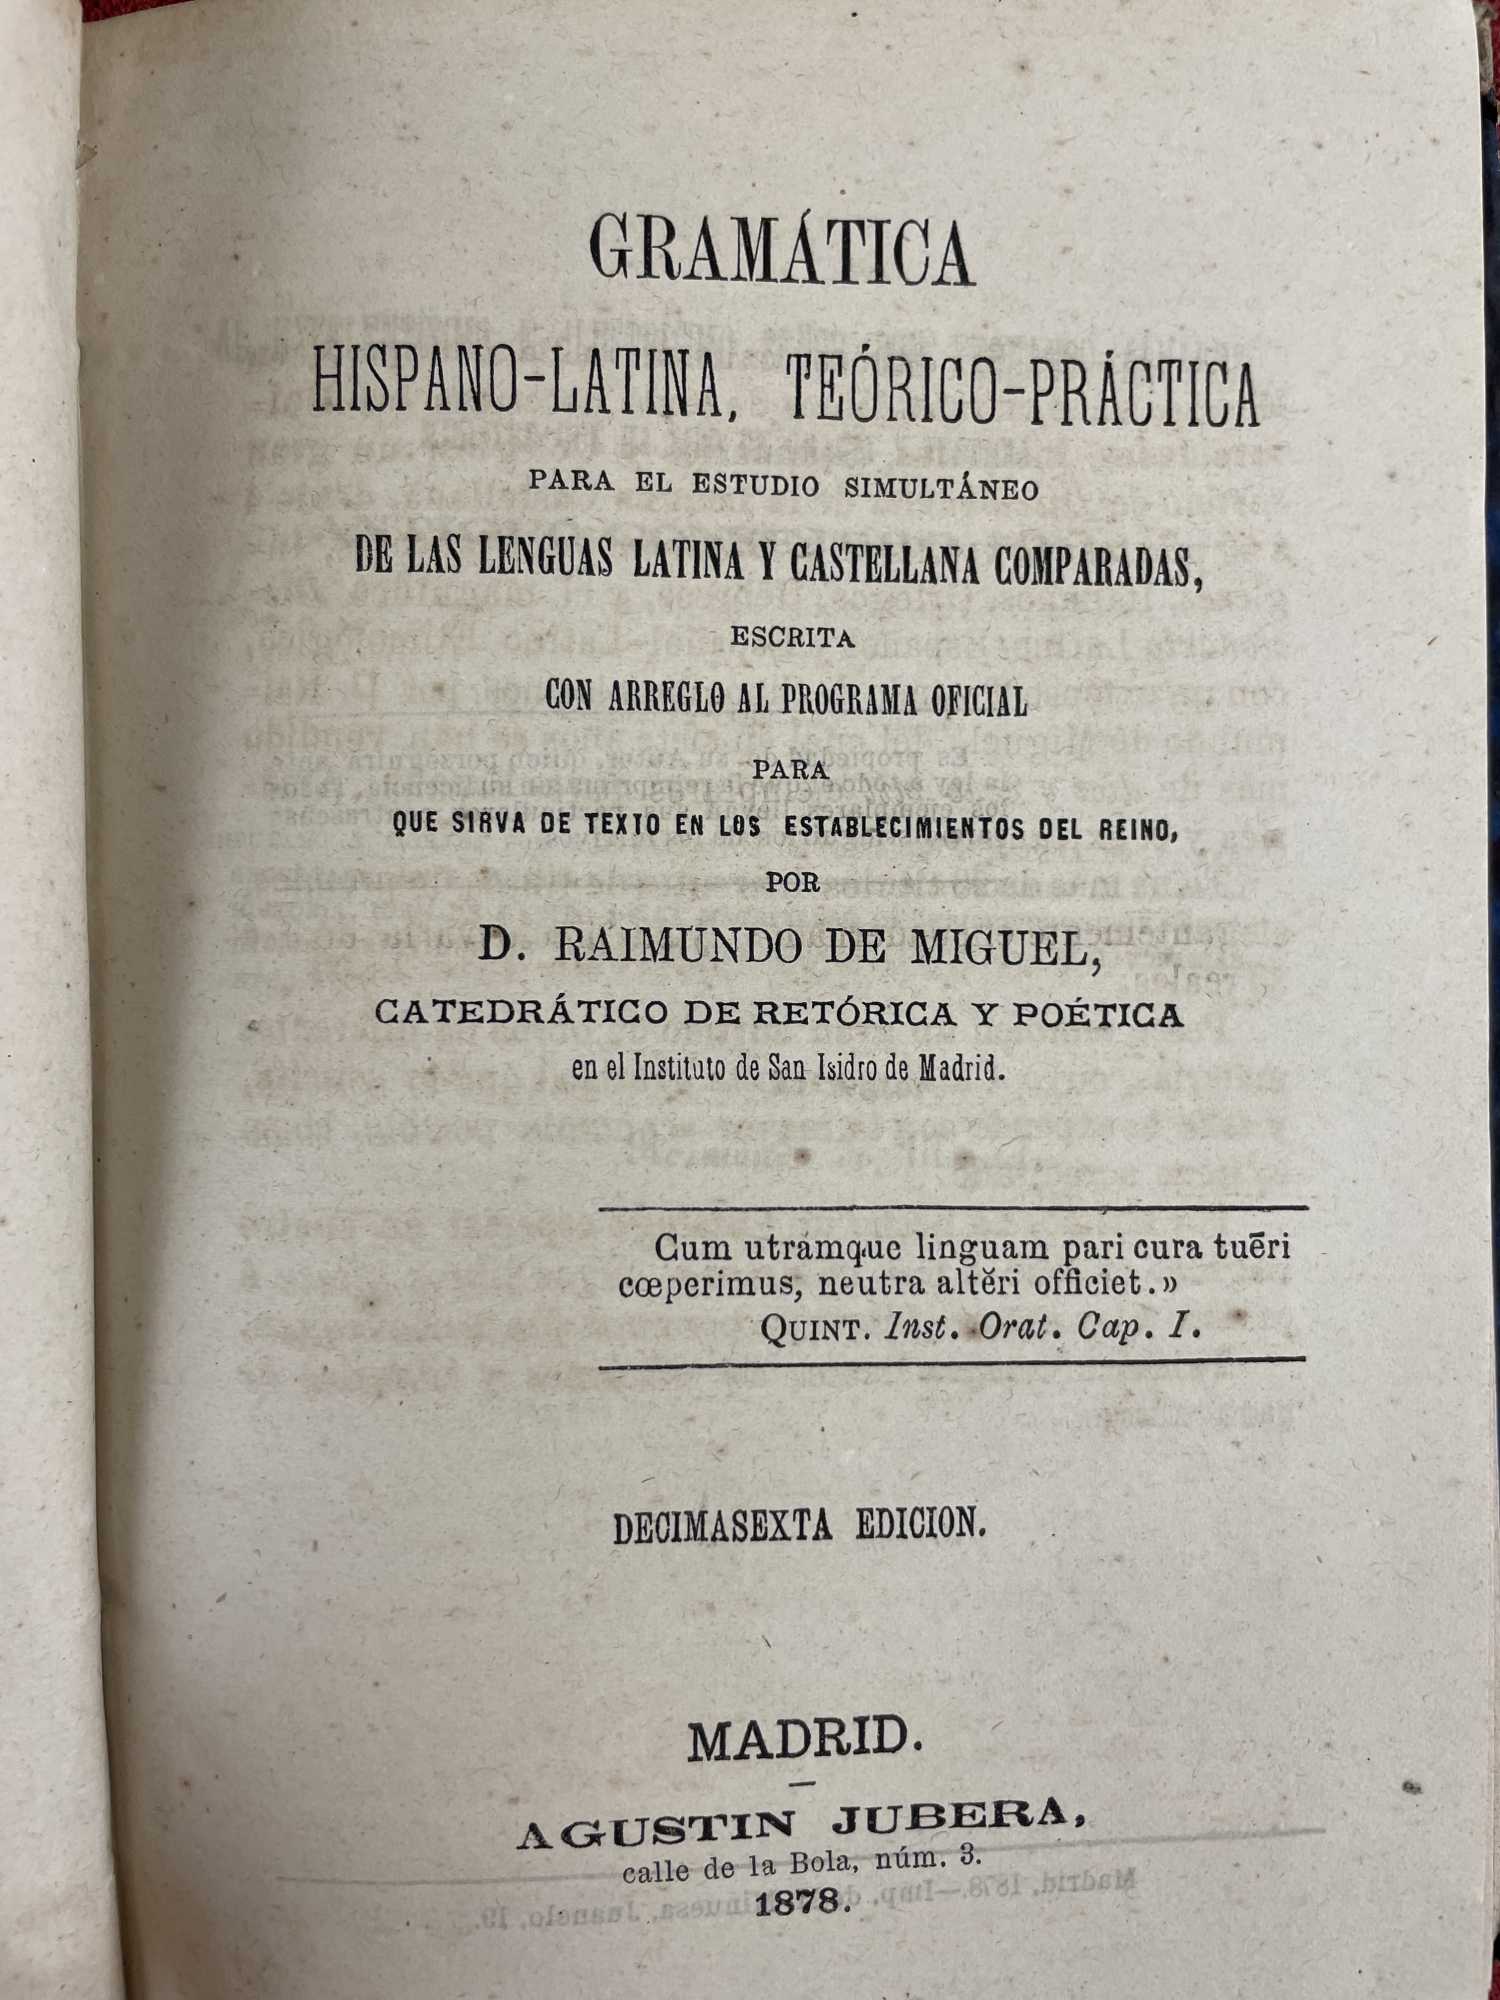 GRAMÁTICA
HISPANO-LATINA, TEÓRICO-PRÁCTICA
PARA EL ESTUDIO SIMULTÁNEO
DE LAS LENGUAS LATINA Y CASTELLANA COMPARADAS,
ESCRITA
CON ARREGLO AL PROGRAMA OFICIAL
PARA
QUE SIRVA DE TEXTO EN LOS ESTABLECIMIENTOS DEL REINO,
POR
D. RAIMUNDO DE MIGUEL,
CATEDRÁTICO DE RETÓRICA Y POÉTICA
en el Instituto de San Isidro de Madrid.
Cum utramque linguam pari cura tuēri
cœperimus, neutra altĕri officiet.»
QUINT. Inst. Orat. Cap. I.
DECIMASEXTA EDICION.
MADRID.
—
AGUSTIN JUBERA,
calle de la Bola, núm. 3.
1878.